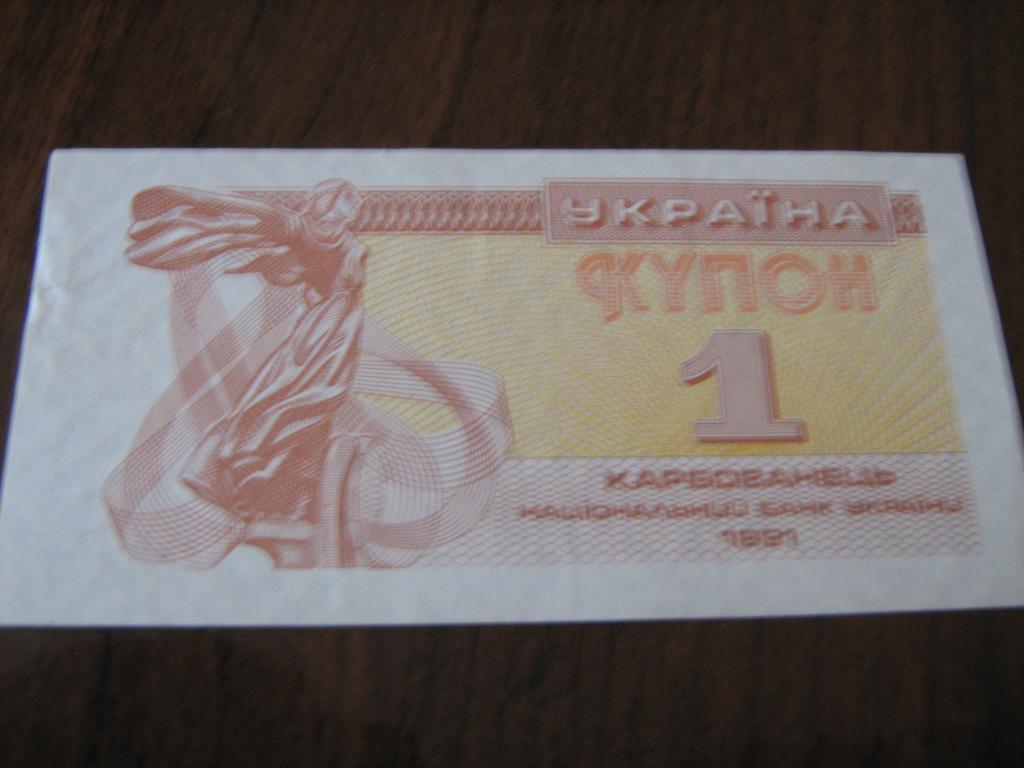 УКРАЇНА
КУПОН
1
КАРБОВАНЕЦЬ
НАЦІОНАЛЬНИЙ БАНК УКРАЇНИ
1991